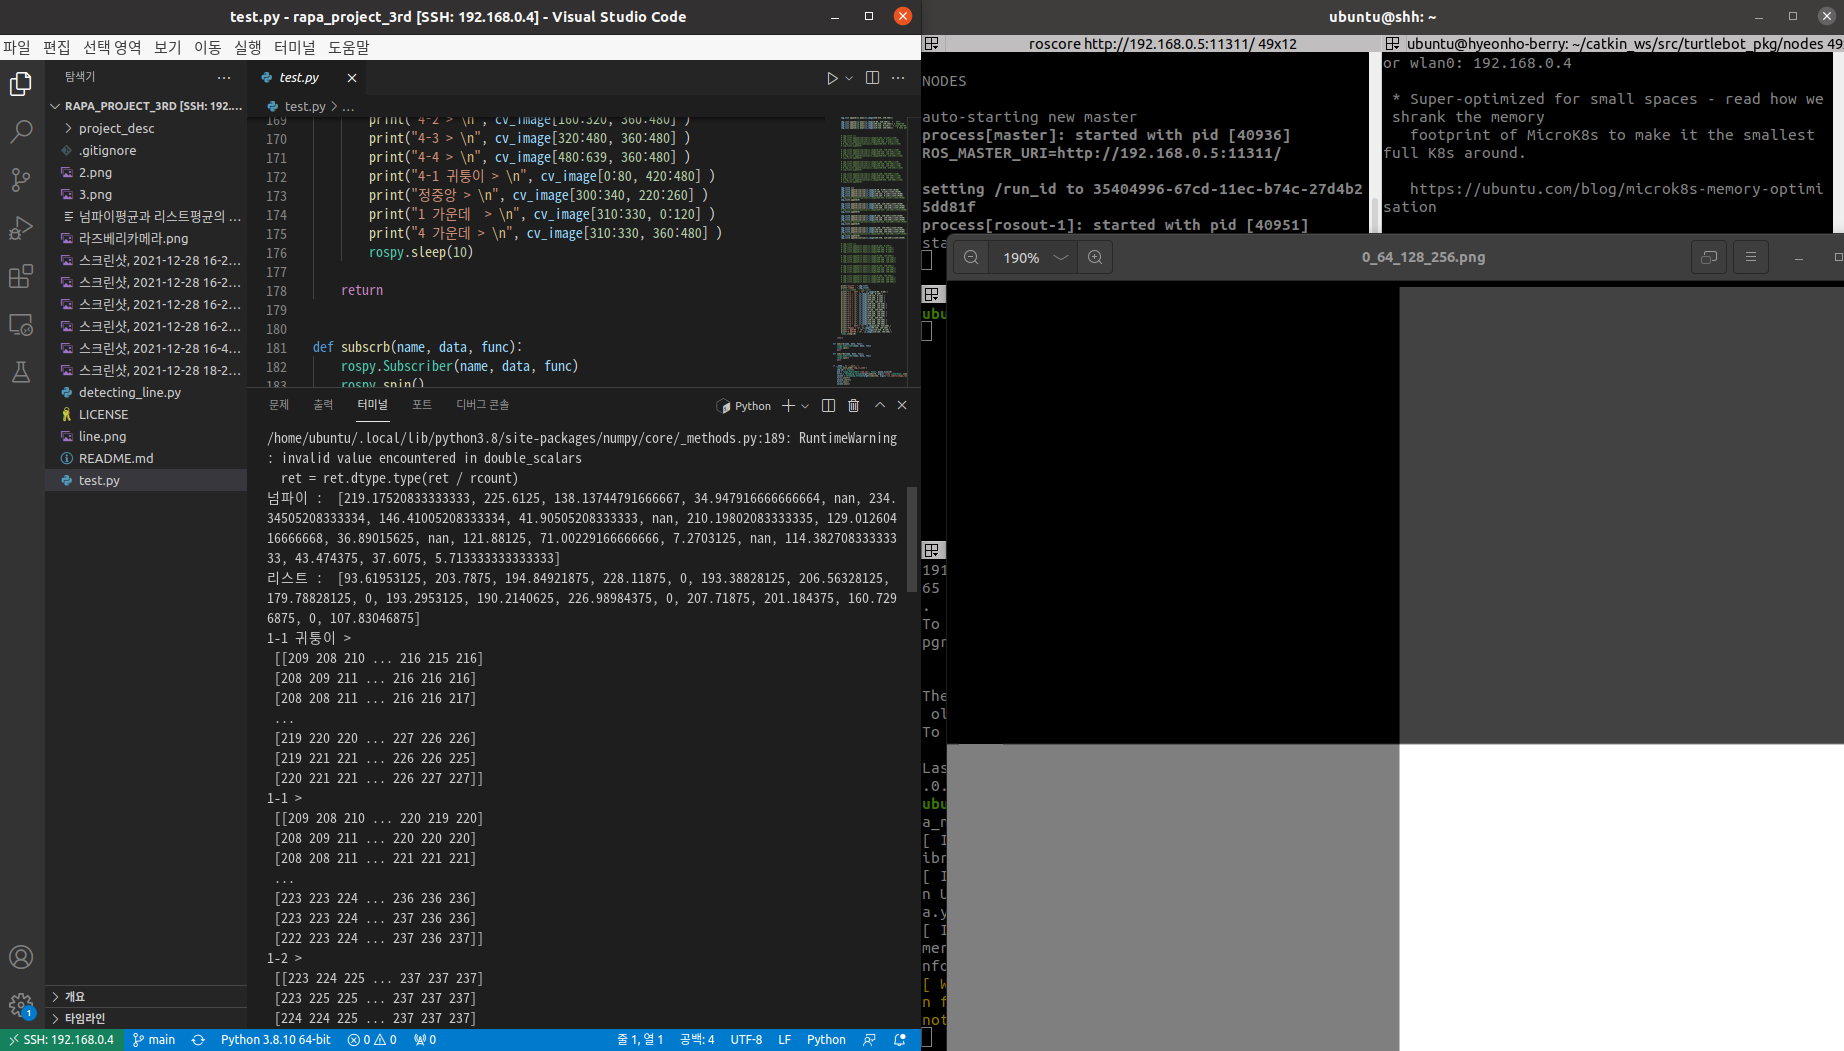 test.py - rapa_project_3rd [SSH: 192.168.0.4] - Visual Studio Code
파일 편집 선택 영역 보기 이동 실행 터미널 도움말
탐색기
RAPA_PROJECT_3RD [SSH: 192....
project_desc
.gitignore
2.png
3.png
넘파이평균과 리스트평균의 ...
라즈베리카메라.png
스크린샷, 2021-12-28 16-2...
스크린샷, 2021-12-28 16-2...
스크린샷, 2021-12-28 16-2...
스크린샷, 2021-12-28 16-2...
스크린샷, 2021-12-28 16-4...
스크린샷, 2021-12-28 18-2...
detecting_line.py
LICENSE
line.png
README.md
test.py
개요
타임라인
test.py
test.py > ...
169 print("4-2 > \n", cv_image[160:320, 360:480] )
170 print("4-3 > \n", cv_image[320:480, 360:480] )
171 print("4-4 > \n", cv_image[480:639, 360:480] )
172 print("4-1 귀퉁이 > \n", cv_image[0:80, 420:480] )
173 print("정중앙 > \n", cv_image[300:340, 220:260] )
174 print("1 가운데  > \n", cv_image[310:330, 0:120] )
175 print("4 가운데 > \n", cv_image[310:330, 360:480] )
176 rospy.sleep(10)
177
178 return
179
180
181 def subscrb(name, data, func):
182 rospy.Subscriber(name, data, func)
183 rospy.spin()
문제 출력 터미널 포트 디버그 콘솔
Python
/home/ubuntu/.local/lib/python3.8/site-packages/numpy/core/_methods.py:189: RuntimeWarning
: invalid value encountered in double_scalars
ret = ret.dtype.type(ret / rcount)
넘파이 :  [219.17520833333333, 225.6125, 138.13744791666667, 34.947916666666664, nan, 234.
34505208333334, 146.41005208333334, 41.90505208333333, nan, 210.19802083333335, 129.012604
16666668, 36.89015625, nan, 121.88125, 71.00229166666666, 7.2703125, nan, 114.382708333333
33, 43.474375, 37.6075, 5.713333333333333]
리스트 :  [93.61953125, 203.7875, 194.84921875, 228.11875, 0, 193.38828125, 206.56328125,
179.78828125, 0, 193.2953125, 190.2140625, 226.98984375, 0, 207.71875, 201.184375, 160.729
6875, 0, 107.83046875]
1-1 귀퉁이 >
[[209 208 210 ... 216 215 216]
[208 209 211 ... 216 216 216]
[208 208 211 ... 216 216 217]
...
[219 220 220 ... 227 226 226]
[219 221 221 ... 226 226 225]
[220 221 221 ... 226 227 227]]
1-1 >
[[209 208 210 ... 220 219 220]
[208 209 211 ... 220 220 220]
[208 208 211 ... 221 221 221]
...
[223 223 224 ... 236 236 236]
[223 223 224 ... 237 236 236]
[222 223 224 ... 237 236 237]]
1-2 >
[[223 224 225 ... 237 237 237]
[223 225 225 ... 237 237 237]
[224 224 225 ... 237 237 237]
SSH: 192.168.0.4 main Python 3.8.10 64-bit 0 0 0 줄 1, 열 1 공백: 4 UTF-8 LF Python
1
ubuntu@shh: ~
roscore http://192.168.0.5:11311/ 49x12
NODES
auto-starting new master
process[master]: started with pid [40936]
ROS_MASTER_URI=http://192.168.0.5:11311/
setting /run_id to 35404996-67cd-11ec-b74c-27d4b2
5dd81f
process[rosout-1]: started with pid [40951]
sta
ubuntu@hyeonho-berry: ~/catkin_ws/src/turtlebot_pkg/nodes 49
or wlan0: 192.168.0.4
* Super-optimized for small spaces - read how we
shrank the memory
footprint of MicroK8s to make it the smallest
full K8s around.
https://ubuntu.com/blog/microk8s-memory-optimi
sation
190%
0_64_128_256.png
ubu
191
65
.
To
pgr
The
ol
To
Las
.0.
ubu
a_n
[ I
ibr
[ I
n U
a.y
[ I
mer
nfo
[ W
n f
not